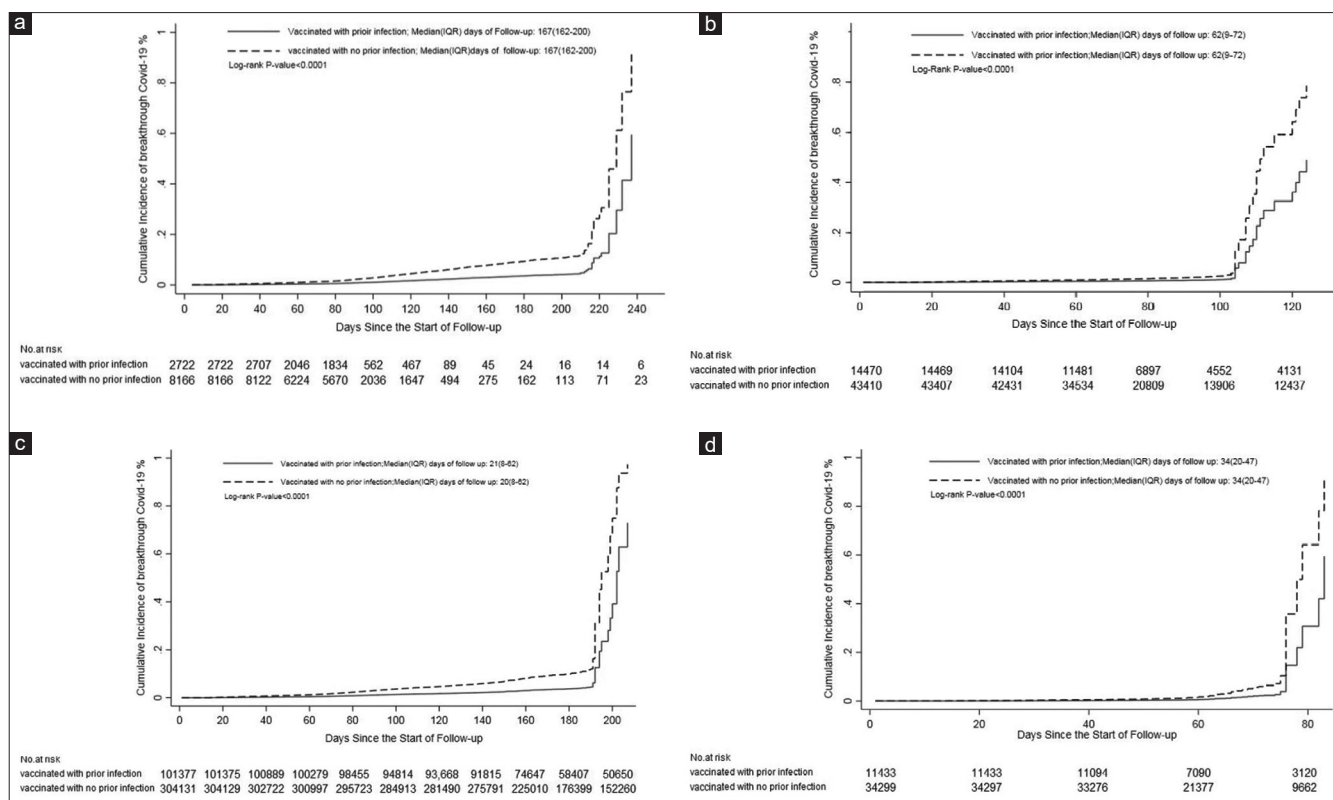 a
Vaccinated with prioir infection; Median(IQR) days of Follow-up: 167(162-200)
vaccinated with no prior infection; Median(IQR)days of follow-up: 167(162-200)
Log-rank P-value<0.0001
Cumulative Incidence of breakthrough Covid-19 %
1
.8
.6
.4
.2
0
0 20 40 60 80 100 120 140 160 180 200 220 240
Days Since the Start of Follow-up
No.at risk
vaccinated with prior infection 2722 2722 2707 2046 1834 562 467 89 45 24 16 14 6
vaccinated with no prior infection 8166 8166 8122 6224 5670 2036 1647 494 275 162 113 71 23
b
Vaccinated with prior infection;Median(IQR) days of follow up: 62(9-72)
Vaccinated with prior infection;Median(IQR) days of follow up: 62(9-72)
Log-Rank P-value<0.0001
Cumulative Incidence of breakthrough Covid-19 %
1
.8
.6
.4
.2
0
0 20 40 60 80 100 120
Days Since the Start of Follow-up
No.at risk
vaccinated with prior infection 14470 14469 14104 11481 6897 4552 4131
vaccinated with no prior infection 43410 43407 42431 34534 20809 13906 12437
c
Vaccinated with prior infection;Median(IQR) days of follow up: 21(8-62)
Vaccinated with no prior infection;Median(IQR) days of follow up: 20(8-62)
Log-rank P-value<0.0001
Cumulative Incidence of breakthrough Covid-19 %
1
.8
.6
.4
.2
0
0 20 40 60 80 100 120 140 160 180 200
Days Since the Start of Follow-up
No.at risk
vaccinated with prior infection 101377 101375 100889 100279 98455 94814 93,668 91815 74647 58407 50650
vaccinated with no prior infection 304131 304129 302722 300997 295723 284913 281490 275791 225010 176399 152260
d
Vaccinated with prior infection;Median(IQR) days of follow up: 34(20-47)
Vaccinated with no prior infection;Median(IQR) days of follow up: 34(20-47)
Log-rank P-value<0.0001
Cumulative Incidence of breakthrough Covid-19 %
1
.8
.6
.4
.2
0
0 20 40 60 80
Days Since the Start of Follow-up
No.at risk
vaccinated with prior infection 11433 11433 11094 7090 3120
vaccinated with no prior infection 34299 34297 33276 21377 9662